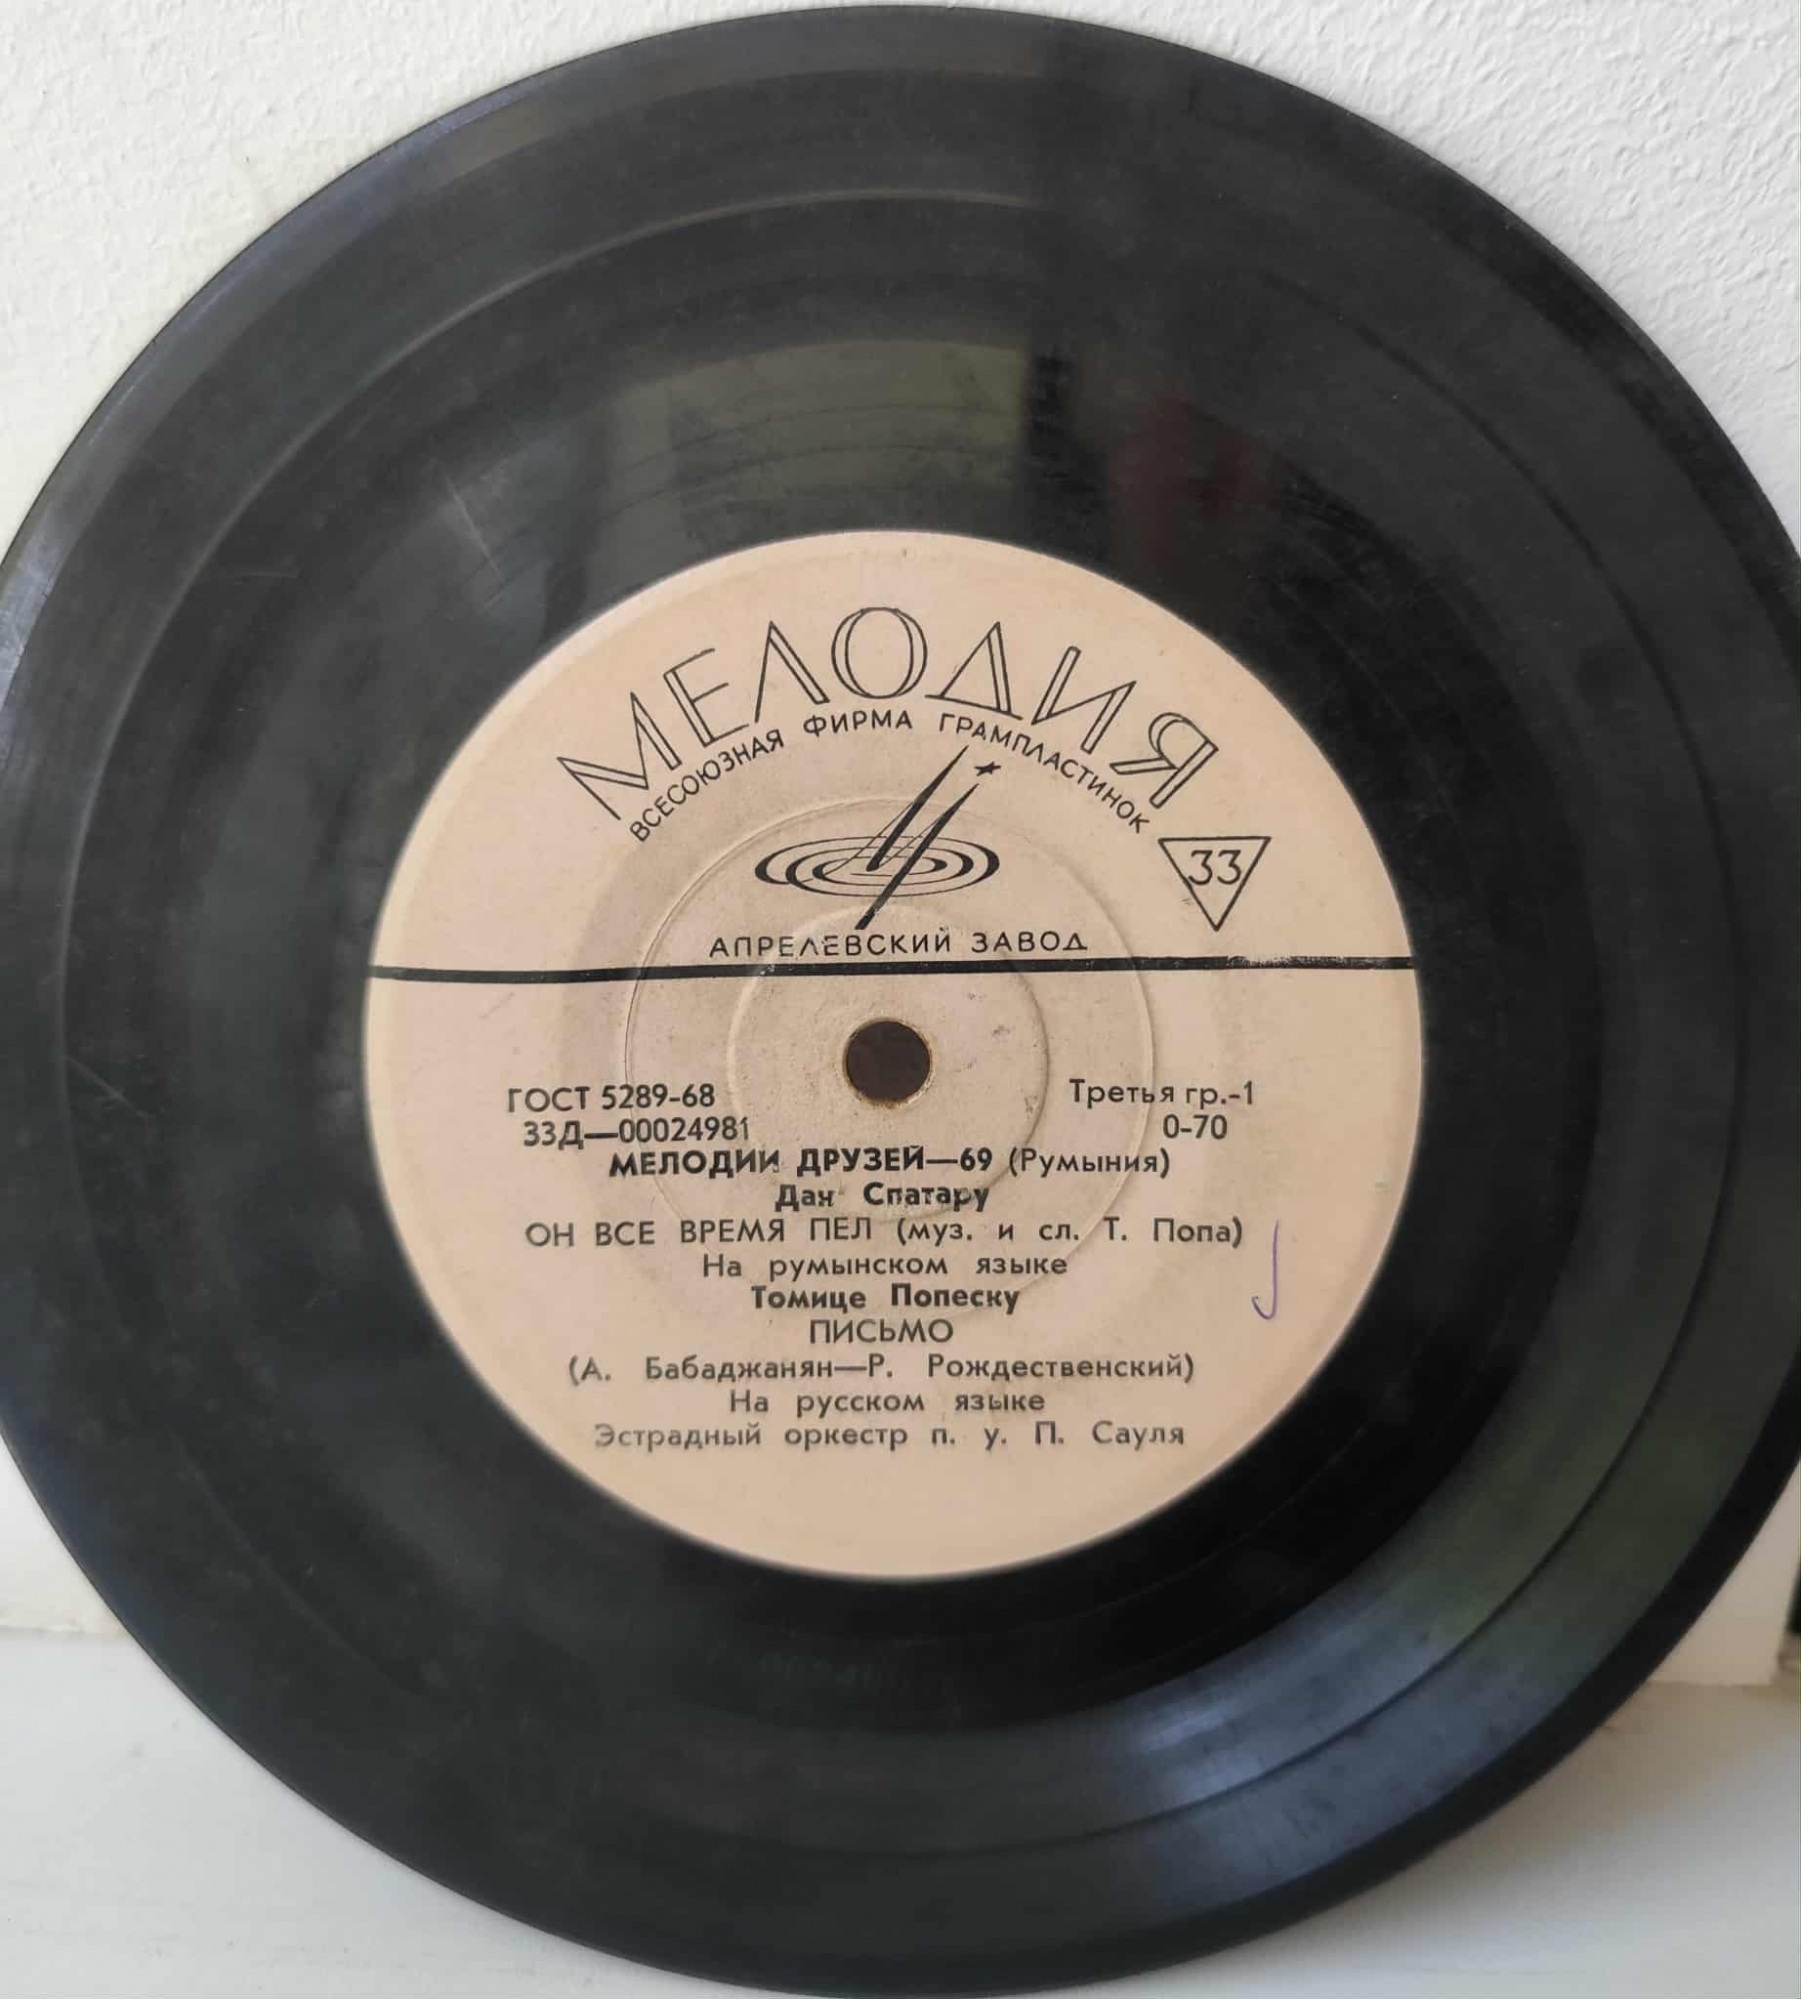 МЕЛОДИЯ
ВСЕСОЮЗНАЯ ФИРМА ГРАМПЛАСТИНОК
33
АПРЕЛЕВСКИЙ ЗАВОД
ГОСТ 5289-68 Третья гр.-1
33Д—00024981 0-70
МЕЛОДИИ ДРУЗЕЙ—69 (Румыния)
Дан Спатару
ОН ВСЕ ВРЕМЯ ПЕЛ (муз. и сл. Т. Попа)
На румынском языке
Томице Попеску
ПИСЬМО
(А. Бабаджанян—Р. Рождественский)
На русском языке
Эстрадный оркестр п. у. П. Сауля